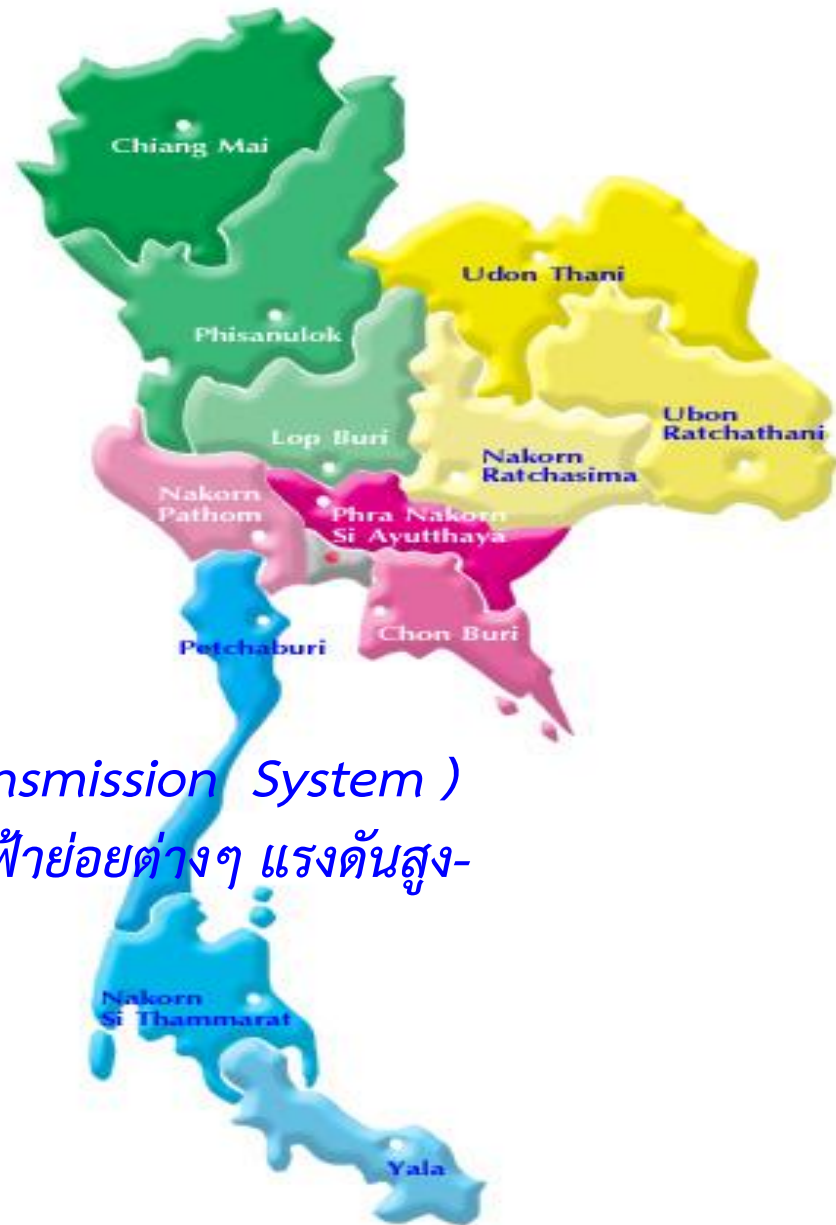 Chiang Mai
Udon Thani
Phisanulok
Ubon
Ratchathani
Lop Buri
Nakorn
Ratchasima
Nakorn
Pathom
Phra Nakorn
Si Ayutthaya
Chon Buri
Petchaburi
nsmission System )
ฟ้าย่อยต่างๆ แรงดันสูง-
Nakorn
Si Thammarat
Yala